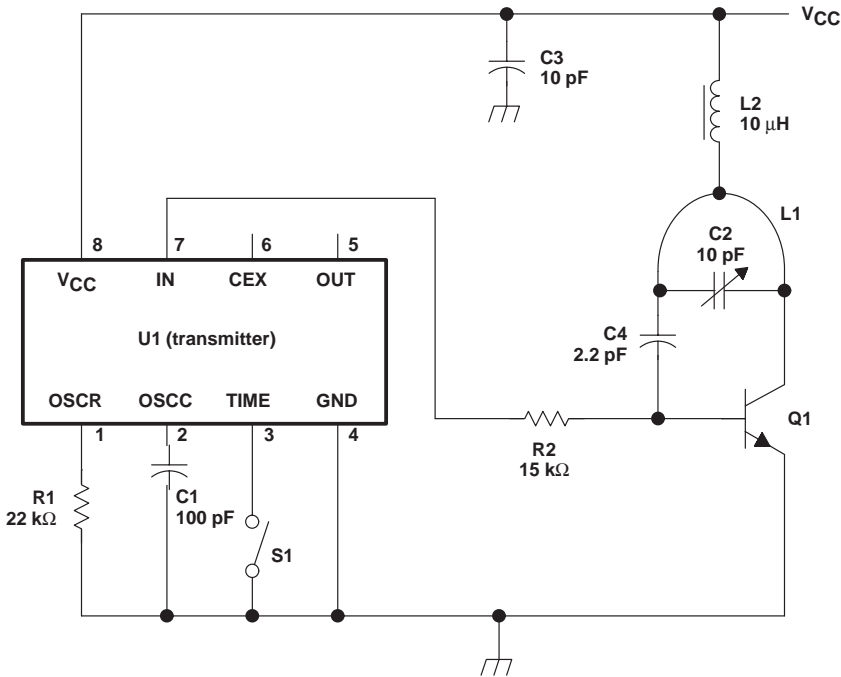 VCC
C3
10 pF
L2
10 μH
L1
C2
10 pF
8
7
6
5
VCC
IN
CEX
OUT
U1 (transmitter)
C4
2.2 pF
OSCR
OSCC
TIME
GND
1
2
3
4
Q1
R2
15 kΩ
R1
22 kΩ
C1
100 pF
S1